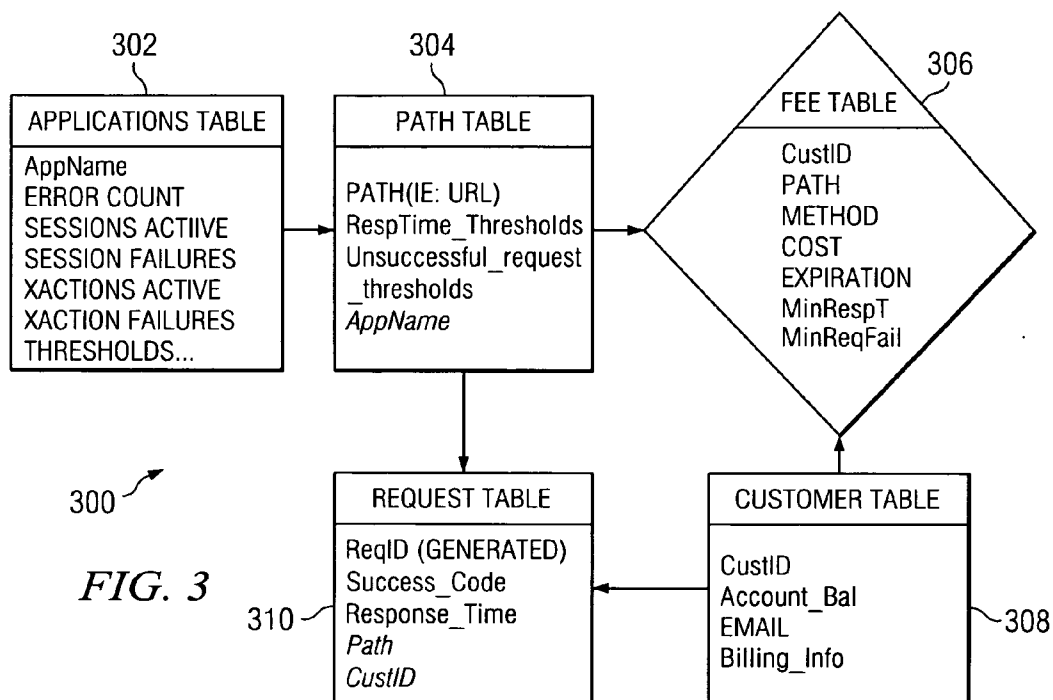 302
APPLICATIONS TABLE
AppName
ERROR COUNT
SESSIONS ACTIIVE
SESSION FAILURES
XACTIONS ACTIVE
XACTION FAILURES
THRESHOLDS...
304
PATH TABLE
PATH(IE: URL)
RespTime_Thresholds
Unsuccessful_request
_thresholds
AppName
306
FEE TABLE
CustID
PATH
METHOD
COST
EXPIRATION
MinRespT
MinReqFail
300
FIG. 3
310
REQUEST TABLE
ReqID (GENERATED)
Success_Code
Response_Time
Path
CustID
CUSTOMER TABLE
CustID
Account_Bal
EMAIL
Billing_Info
308